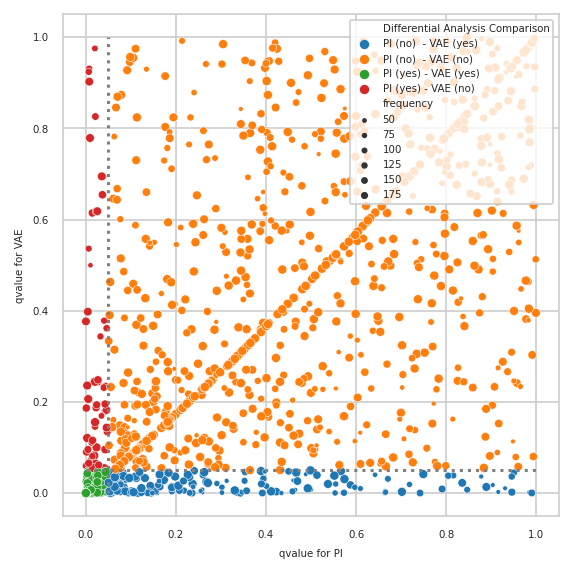 Differential Analysis Comparison
PI (no) - VAE (yes)
PI (no) - VAE (no)
PI (yes) - VAE (yes)
PI (yes) - VAE (no)
frequency
50
75
100
125
150
175
1.0
0.8
0.6
0.4
0.2
0.0
qvalue for VAE
0.0 0.2 0.4 0.6 0.8 1.0
qvalue for PI